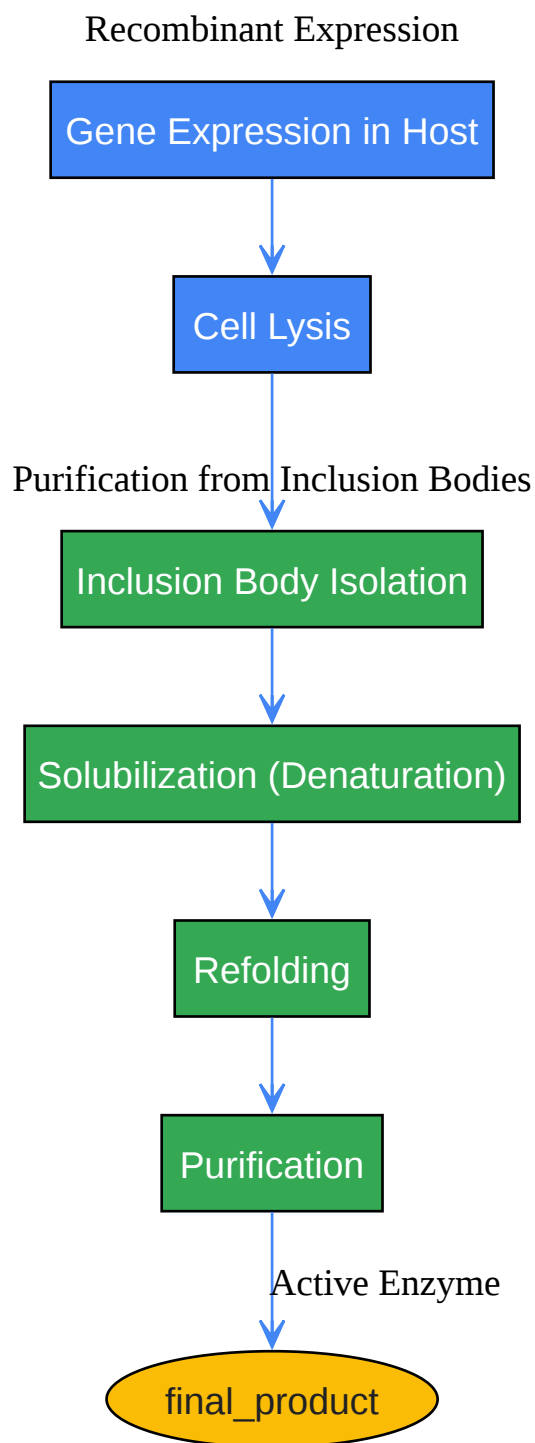 Recombinant Expression
Gene Expression in Host
Cell Lysis
Purification from Inclusion Bodies
Inclusion Body Isolation
Solubilization (Denaturation)
Refolding
Purification
Active Enzyme
final_product